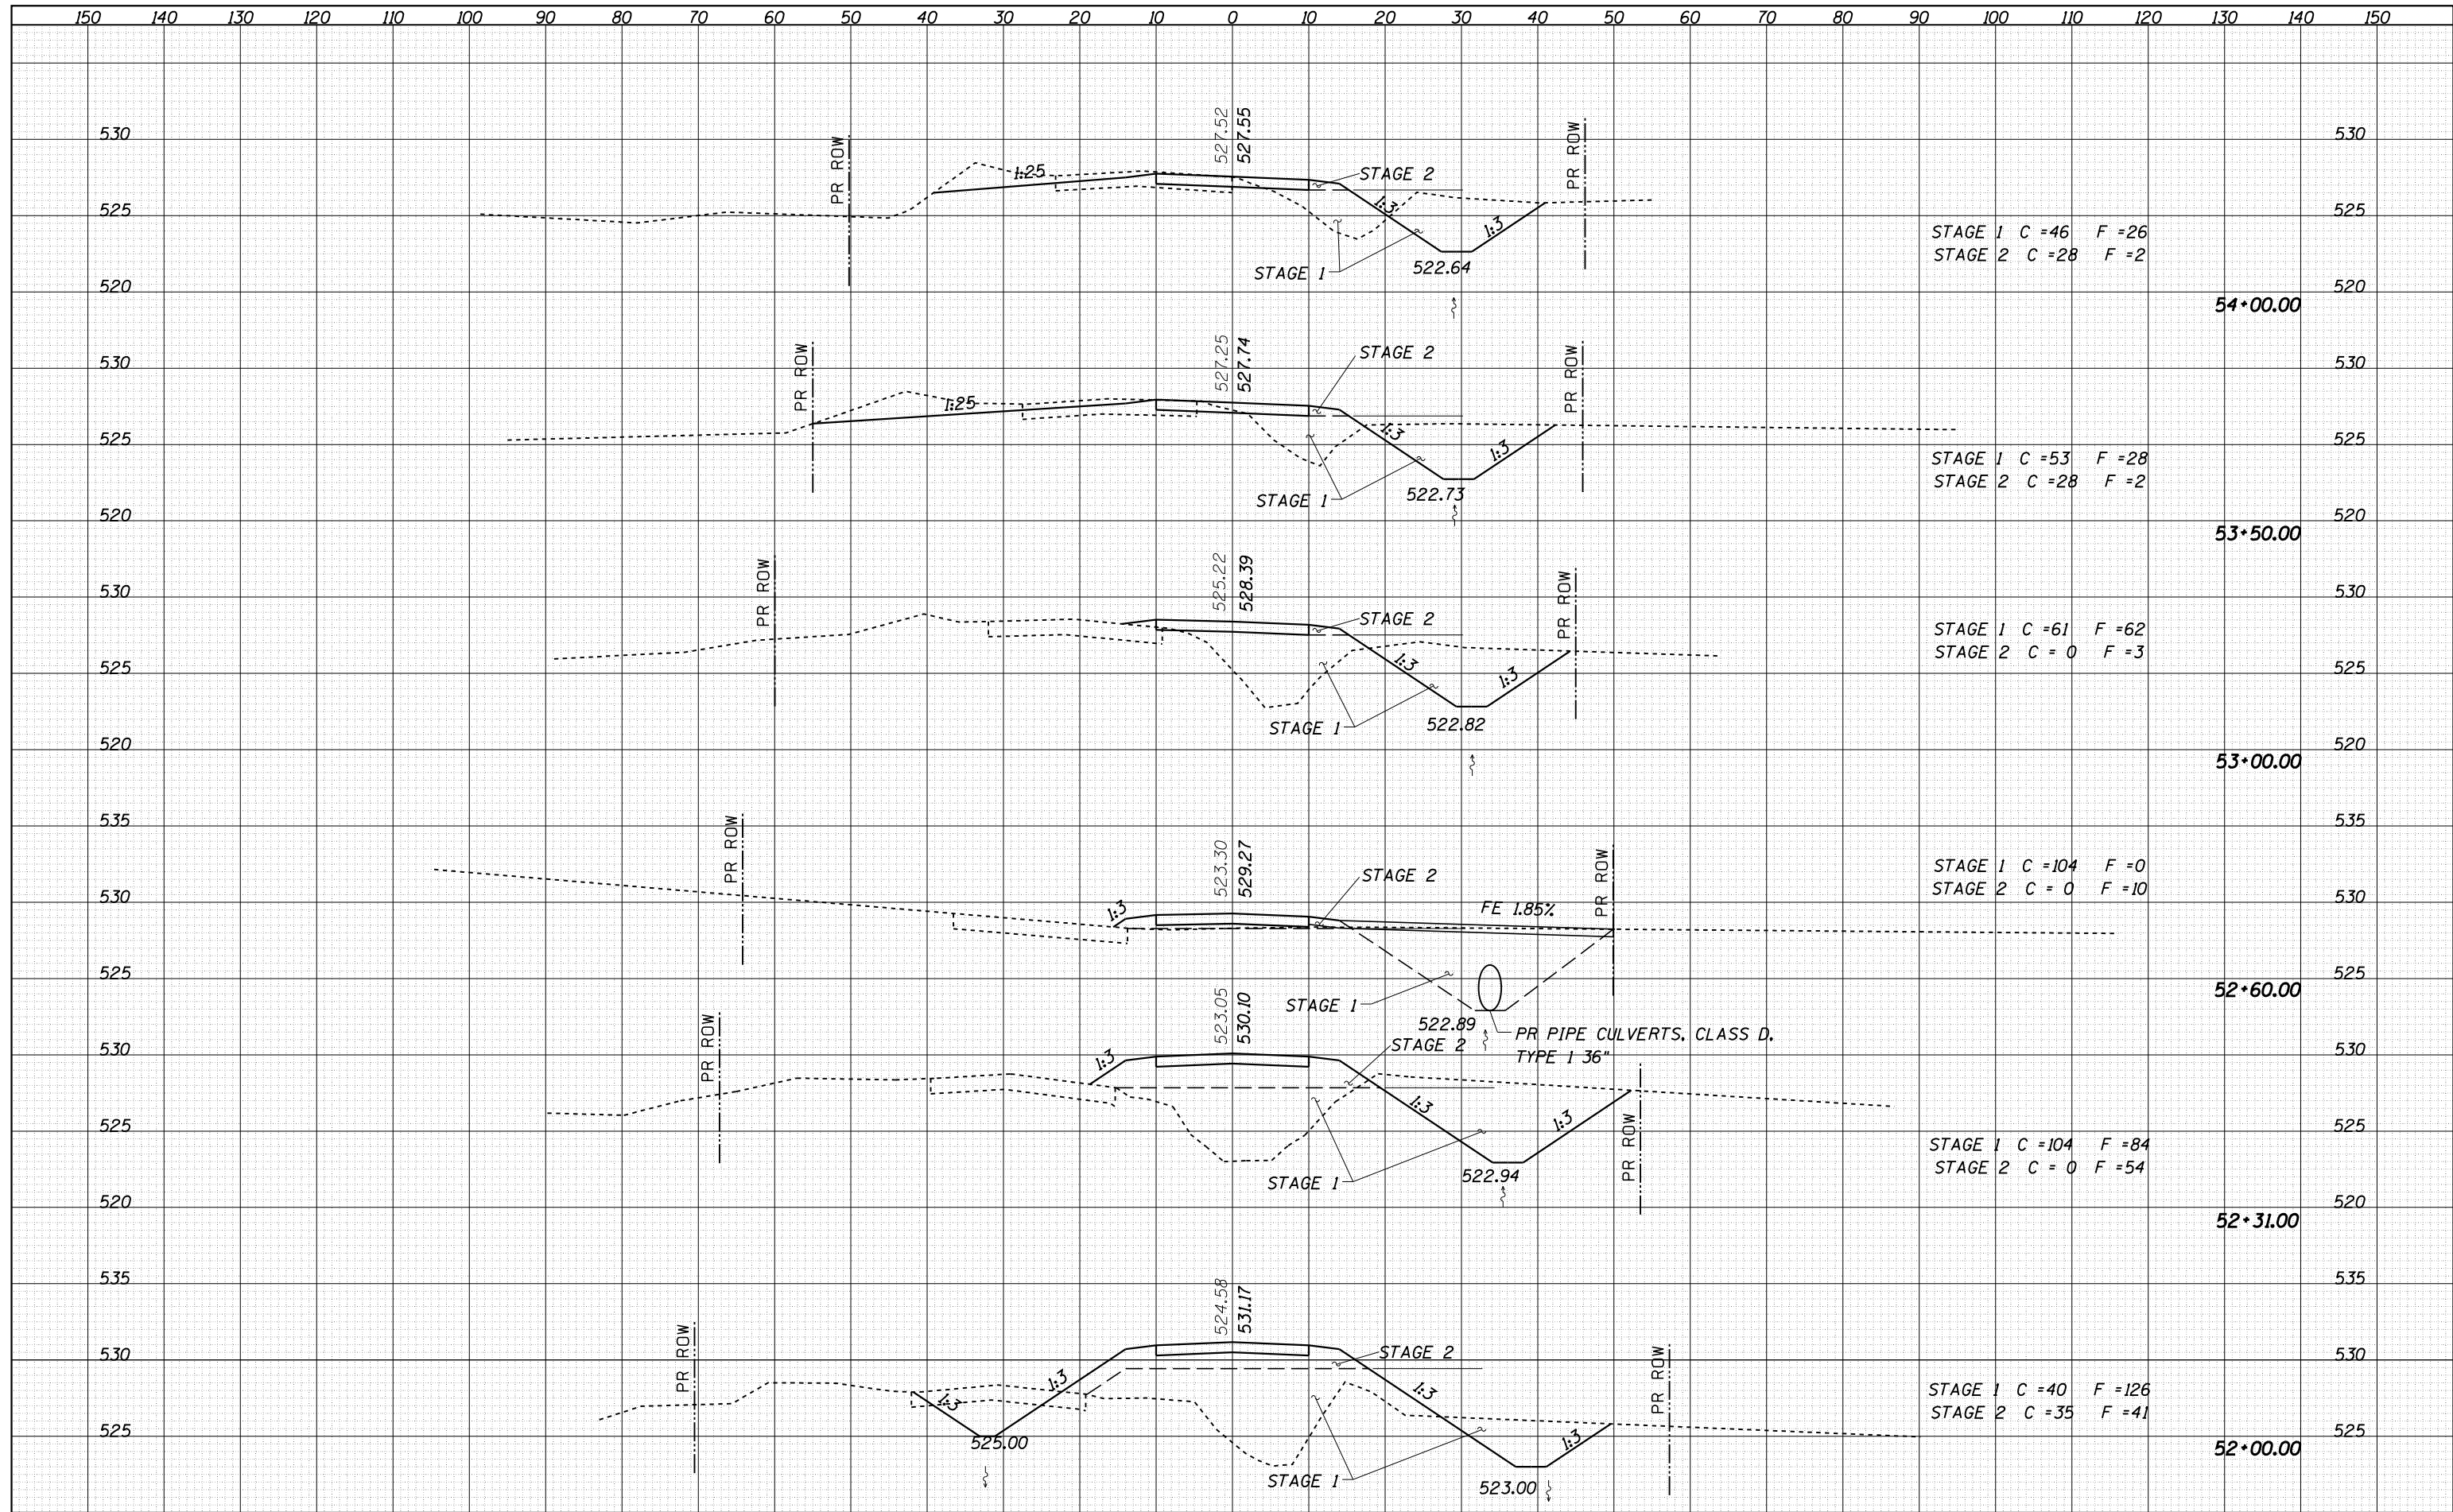 150 140 130 120 110 100 90 80 70 60 50 40 30 20 10 0 10 20 30 40 50 60 70 80 90 100 110 120 130 140 150
527.52
527.55
530
PR ROW
PR ROW
530
1:25
STAGE 2
1:3
1:3
525
525
STAGE 1 C =46 F =26
STAGE 2 C =28 F =2
STAGE 1
522.64
520
520
54+00.00
527.25
527.74
530
PR ROW
STAGE 2
PR ROW
530
1:25
1:3
1:3
525
525
STAGE 1 C =53 F =28
STAGE 2 C =28 F =2
STAGE 1
522.73
520
520
53+50.00
525.22
528.39
530
PR ROW
PR ROW
530
STAGE 2
STAGE 1 C =61 F =62
STAGE 2 C = 0 F =3
1:3
1:3
525
525
STAGE 1
522.82
520
520
53+00.00
535
535
PR ROW
523.30
529.27
PR ROW
STAGE 1 C =104 F =0
STAGE 2 C = 0 F =10
STAGE 2
530
530
1:3
FE 1.85%
525
525
52+60.00
STAGE 1
522.89
PR PIPE CULVERTS, CLASS D,
TYPE 1 36"
523.05
530.10
PR ROW
STAGE 2
530
530
1:3
1:3
1:3
525
525
PR ROW
STAGE 1 C =104 F =84
STAGE 2 C = 0 F =54
STAGE 1
522.94
520
520
52+31.00
535
535
524.58
531.17
PR ROW
STAGE 2
PR ROW
530
530
1:3
1:3
1:3
1:3
STAGE 1 C =40 F =126
STAGE 2 C =35 F =41
525
525
525.00
52+00.00
STAGE 1
523.00